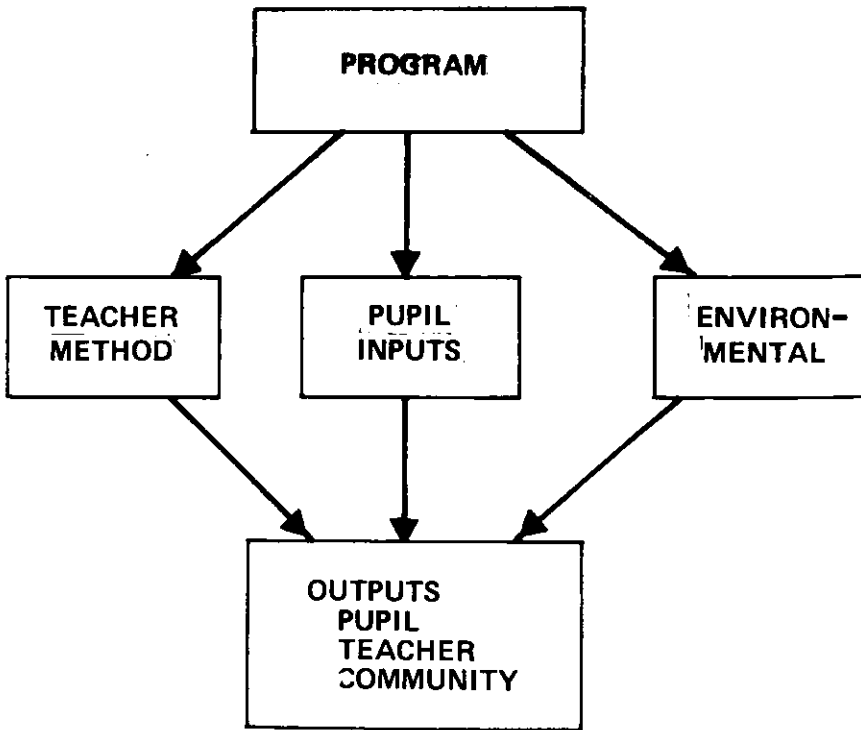 PROGRAM
TEACHER
METHOD
PUPIL
INPUTS
ENVIRON-
MENTAL
OUTPUTS
PUPIL
TEACHER
COMMUNITY